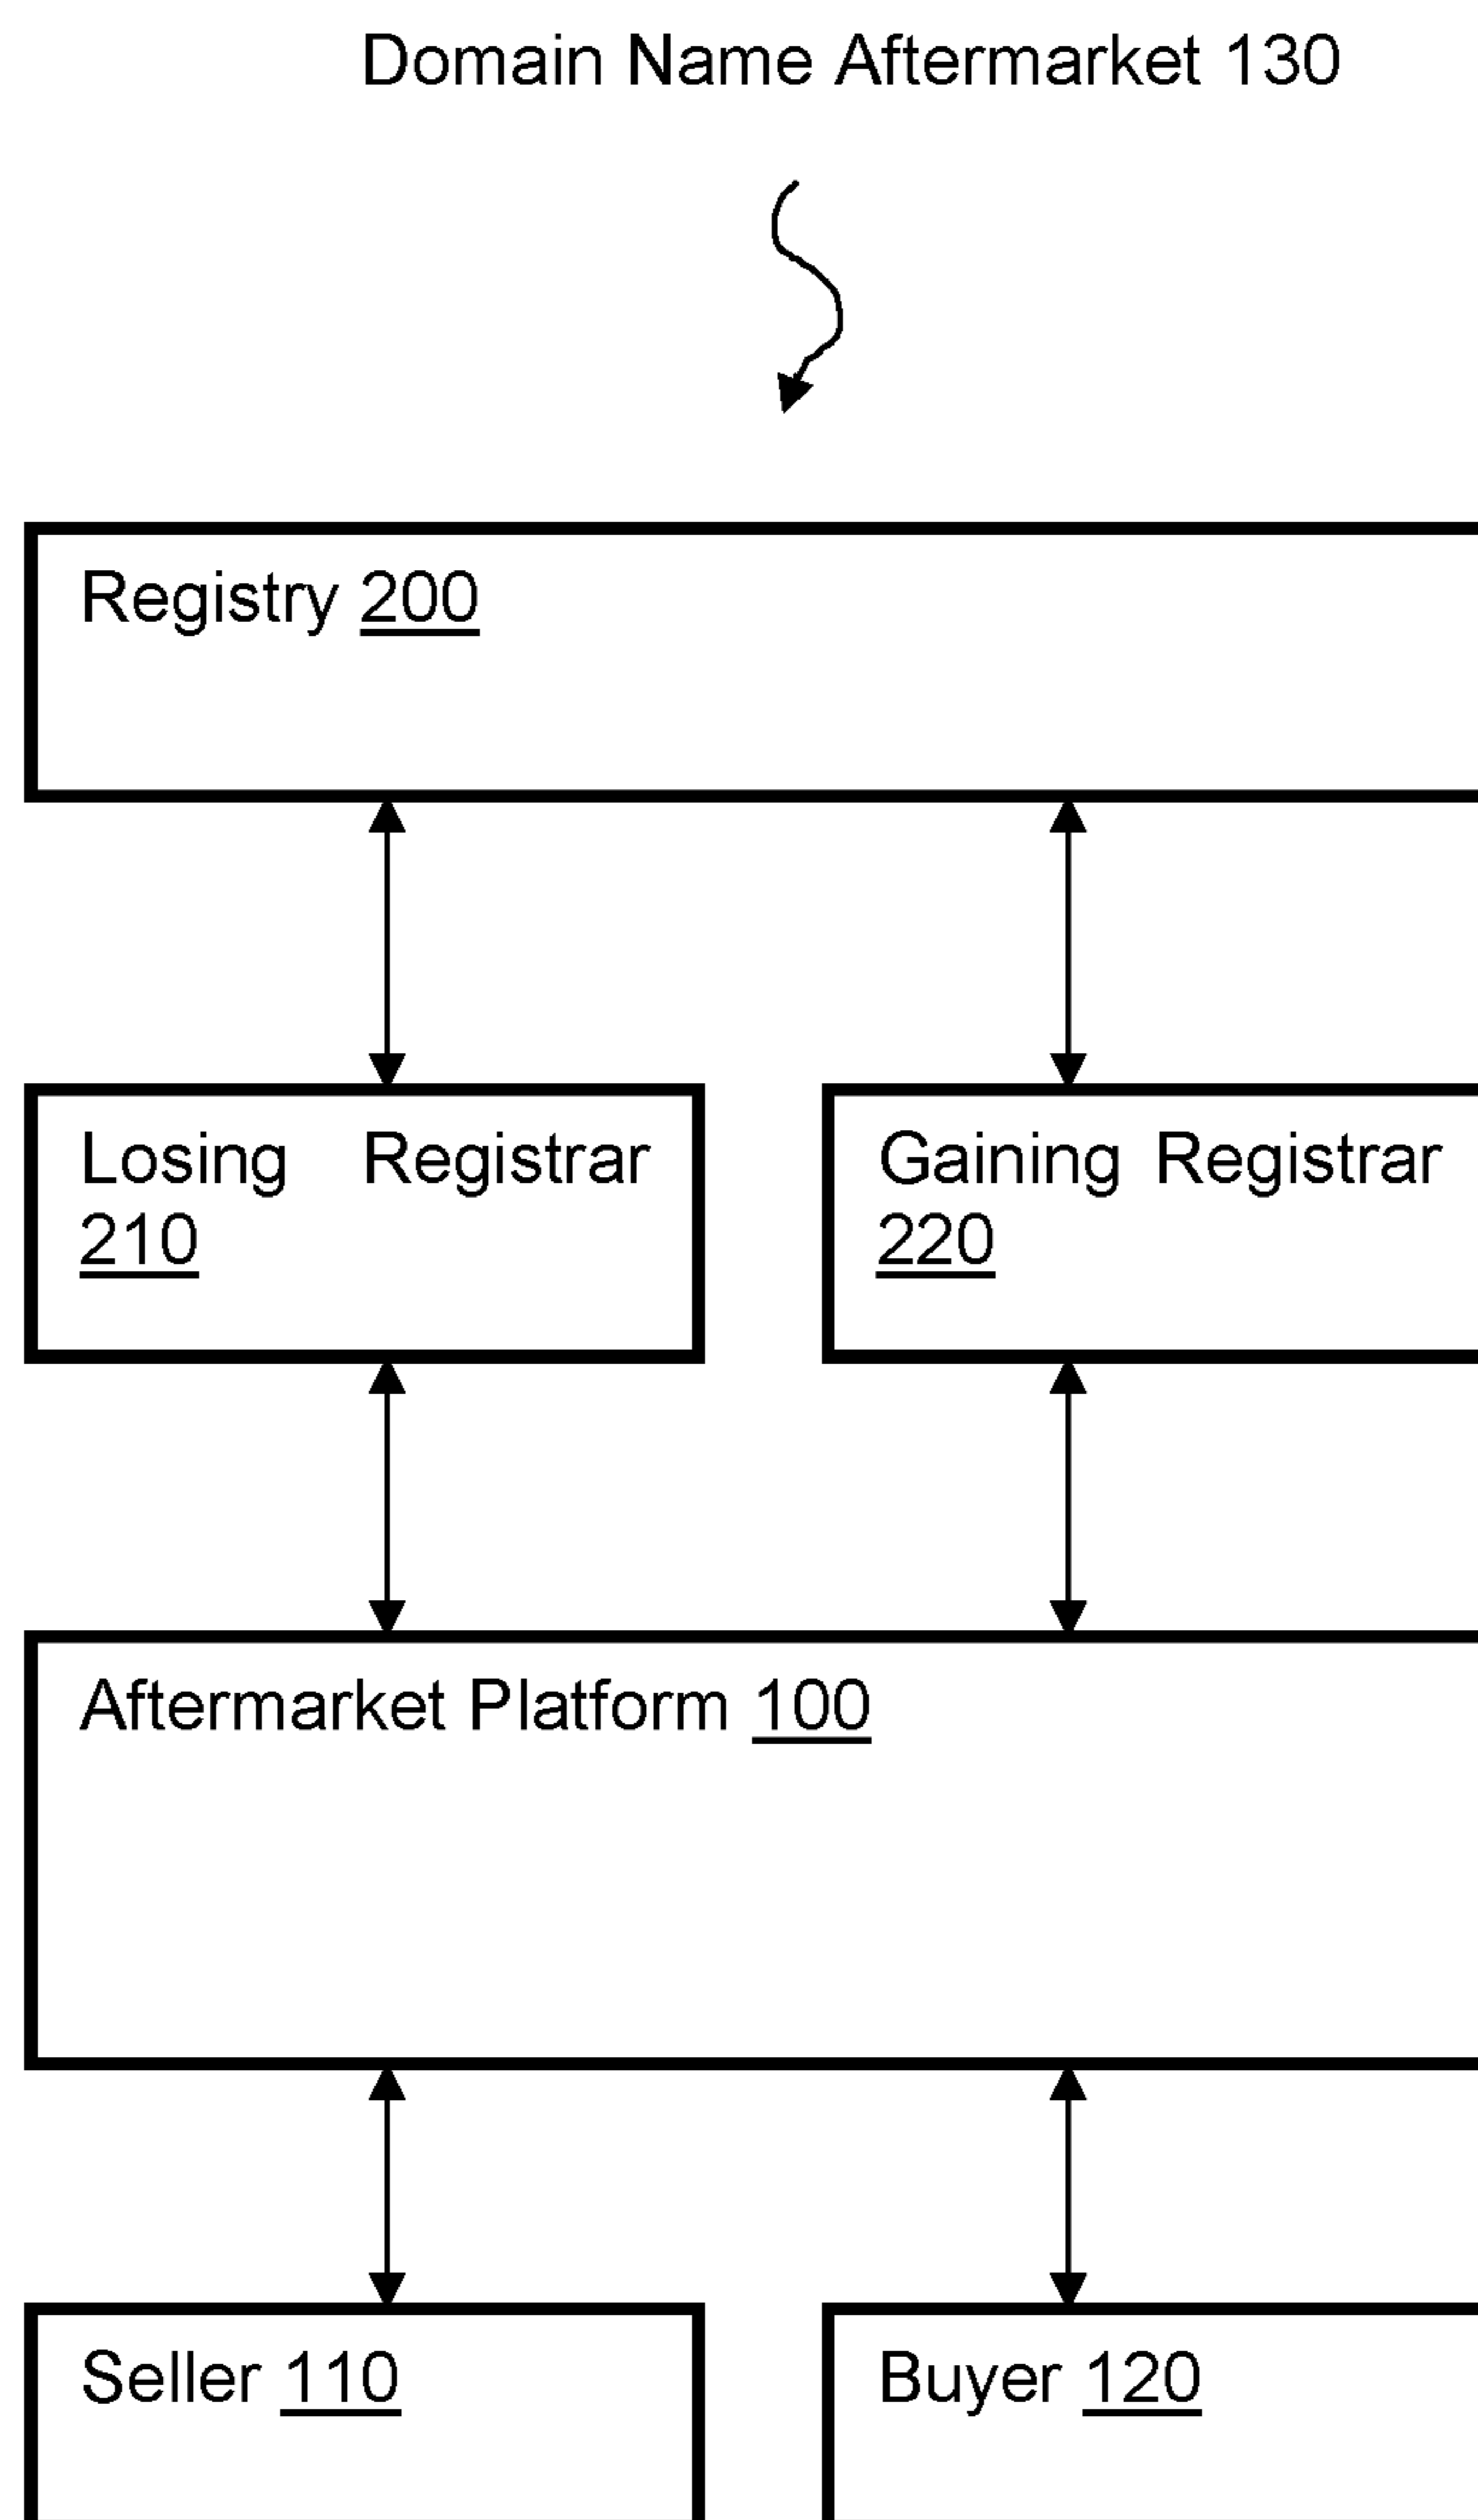 Domain Name Aftermarket 130
Registry 200
Losing Registrar
210
Gaining Registrar
220
Aftermarket Platform 100
Seller 110
Buyer 120